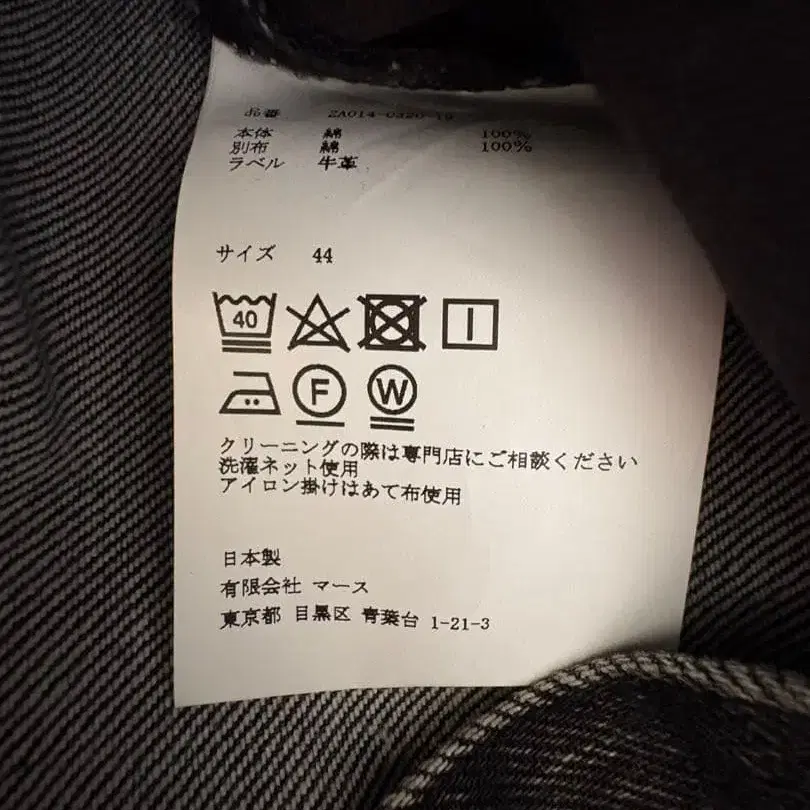 品番 2A014-0320-19
本体 綿 100%
別布 綿 100%
ラベル 牛革
サイズ 44
40
F W
クリーニングの際は専門店にご相談ください
洗濯ネット使用
アイロン掛けはあて布使用
日本製
有限会社 マース
東京都 目黒区 青葉台 1-21-3